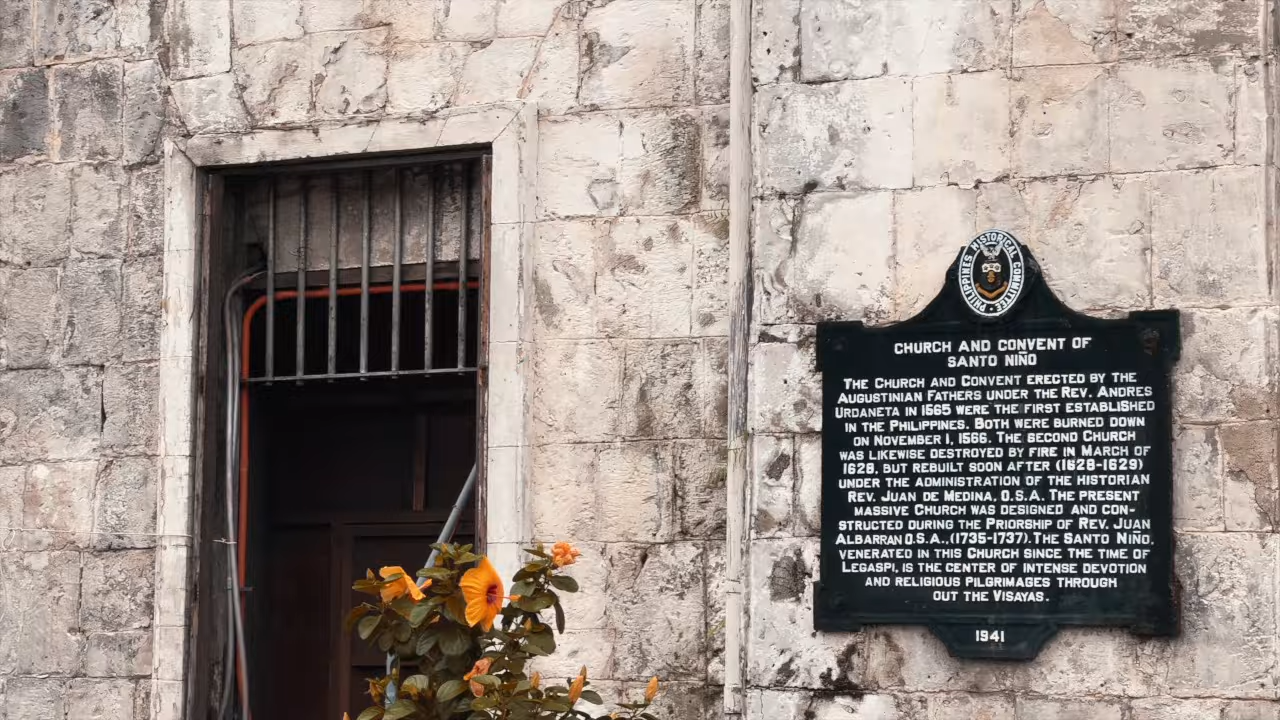 PHILIPPINES HISTORICAL COMMITTEE
CHURCH AND CONVENT OF
SANTO NIÑO
THE CHURCH AND CONVENT ERECTED BY THE
AUGUSTINIAN FATHERS UNDER THE REV. ANDRES
URDANETA IN 1565 WERE THE FIRST ESTABLISHED
IN THE PHILIPPINES. BOTH WERE BURNED DOWN
ON NOVEMBER 1, 1566. THE SECOND CHURCH
WAS LIKEWISE DESTROYED BY FIRE IN MARCH OF
1628, BUT REBUILT SOON AFTER (1628-1629)
UNDER THE ADMINISTRATION OF THE HISTORIAN
REV. JUAN DE MEDINA, O.S.A. THE PRESENT
MASSIVE CHURCH WAS DESIGNED AND CON-
STRUCTED DURING THE PRIORSHIP OF REV. JUAN
ALBARRAN O.S.A., (1735-1737). THE SANTO NIÑO,
VENERATED IN THIS CHURCH SINCE THE TIME OF
LEGASPI, IS THE CENTER OF INTENSE DEVOTION
AND RELIGIOUS PILGRIMAGES THROUGH
OUT THE VISAYAS.
1941